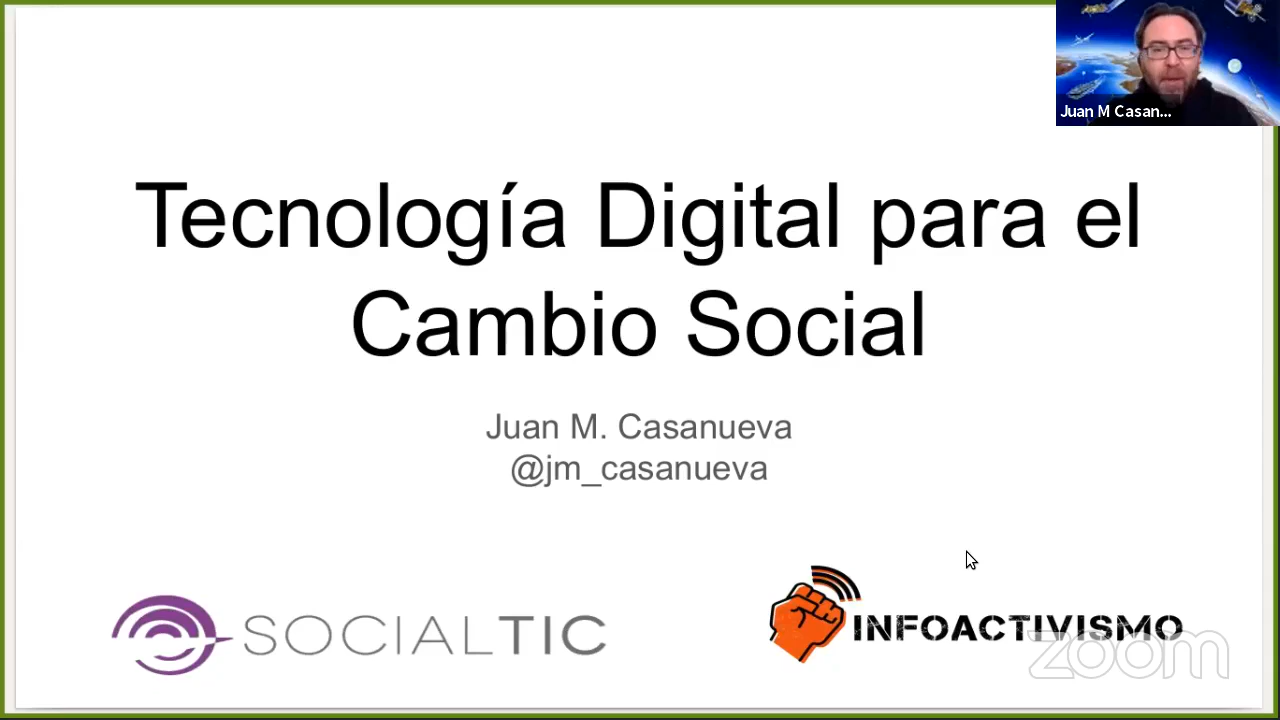 Juan M Casan...
Tecnología Digital para el
Cambio Social
Juan M. Casanueva
@jm_casanueva
SOCIALTIC
INFOACTIVISMO
zoom